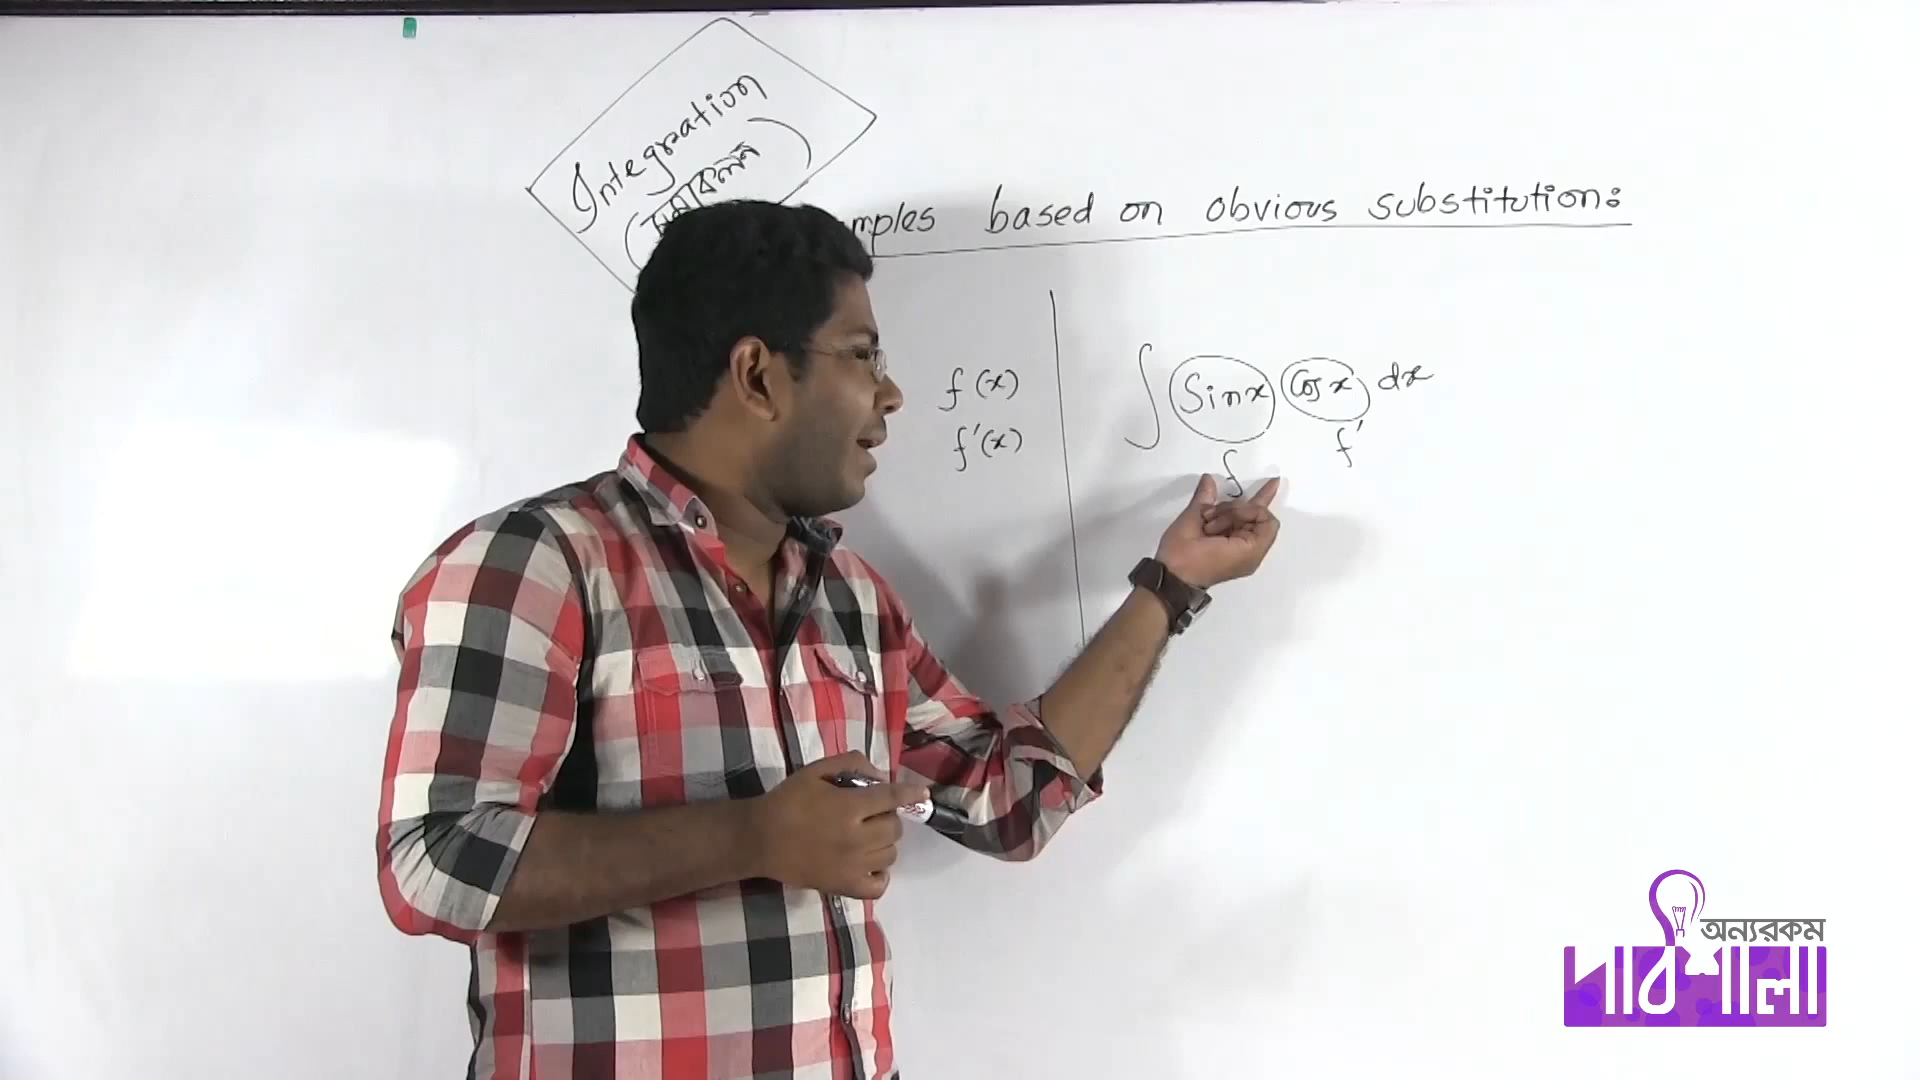 Integration
(সমাকলন)
mples based on obvious substitution:
f(x)
f'(x)
∫ Sinx Cosx dx
f f'
অন্যরকম
পাঠশালা